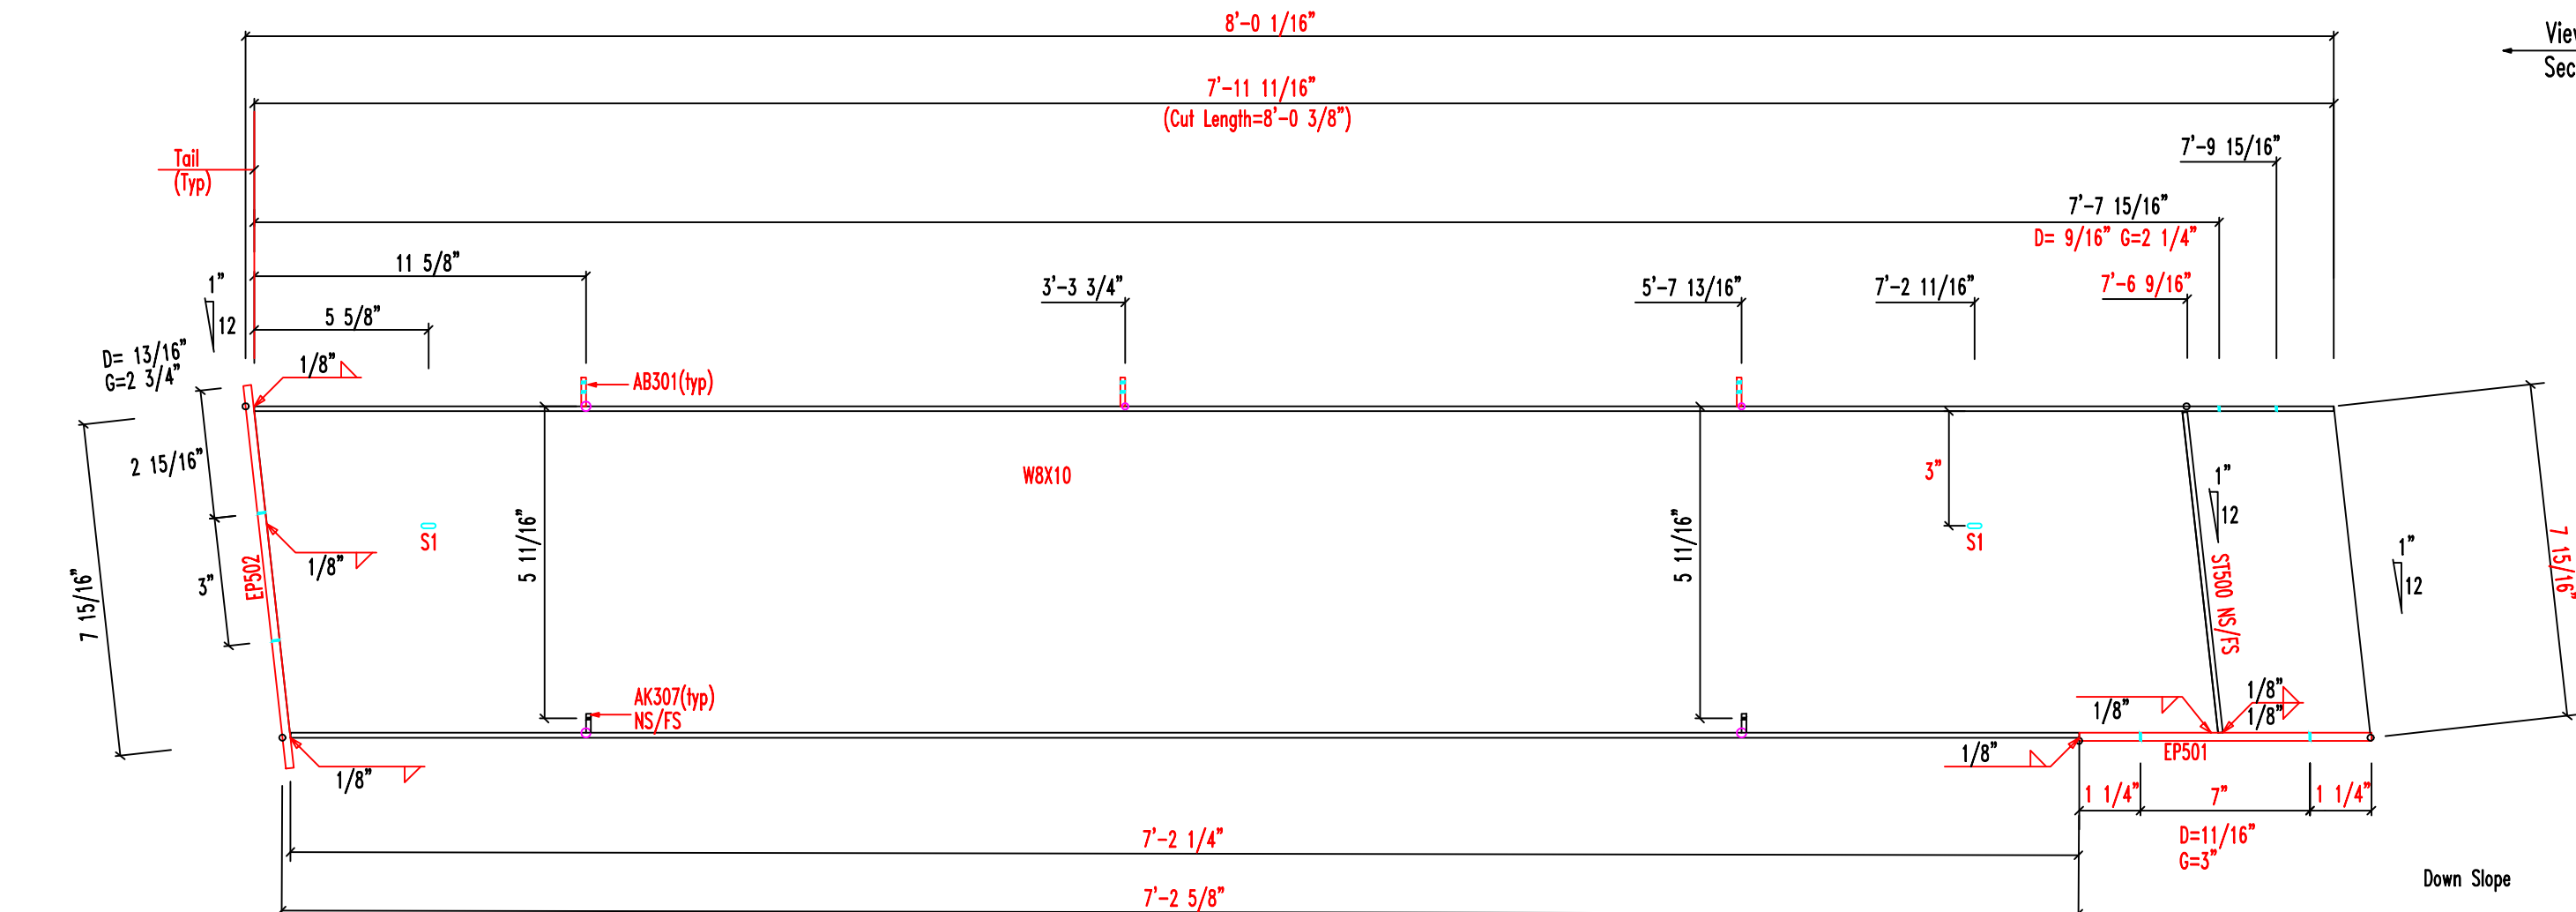 8'-0 1/16"
View
Sec
7'-11 11/16"
(Cut Length=8'-0 3/8")
7'-9 15/16"
Tail
(Typ)
7'-7 15/16"
D= 9/16" G=2 1/4"
11 5/8"
3'-3 3/4"
5'-7 13/16"
7'-2 11/16"
7'-6 9/16"
1"
12
5 5/8"
D= 13/16"
G=2 3/4"
1/8"
AB301(typ)
2 15/16"
W8X10
3"
1"
12
S1
S1
1/8"
EP502
3"
5 11/16"
5 11/16"
ST500 NS/FS
1"
12
7 15/16"
7 15/16"
AK307(typ)
NS/FS
1/8"
1/8"
1/8"
1/8"
1/8"
EP501
1 1/4"
7"
1 1/4"
7'-2 1/4"
D=11/16"
G=3"
Down Slope
7'-2 5/8"